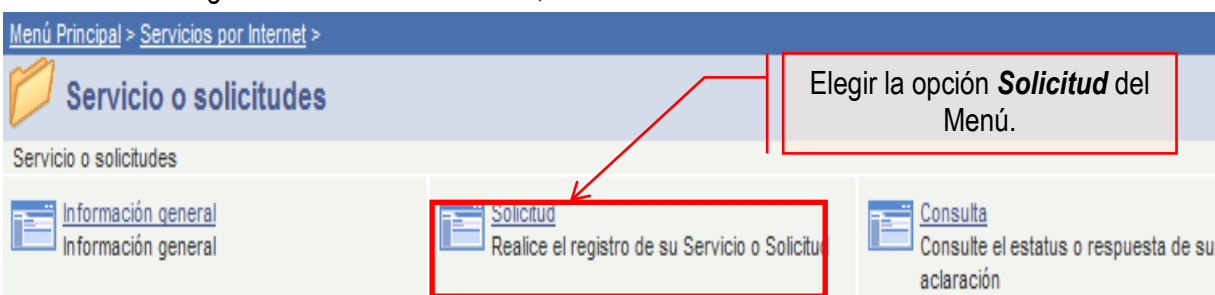 Menú Principal > Servicios por Internet >
Servicio o solicitudes
Elegir la opción Solicitud del
Menú.
Servicio o solicitudes
Información general
Información general
Solicitud
Realice el registro de su Servicio o Solicitud
Consulta
Consulte el estatus o respuesta de su
aclaración